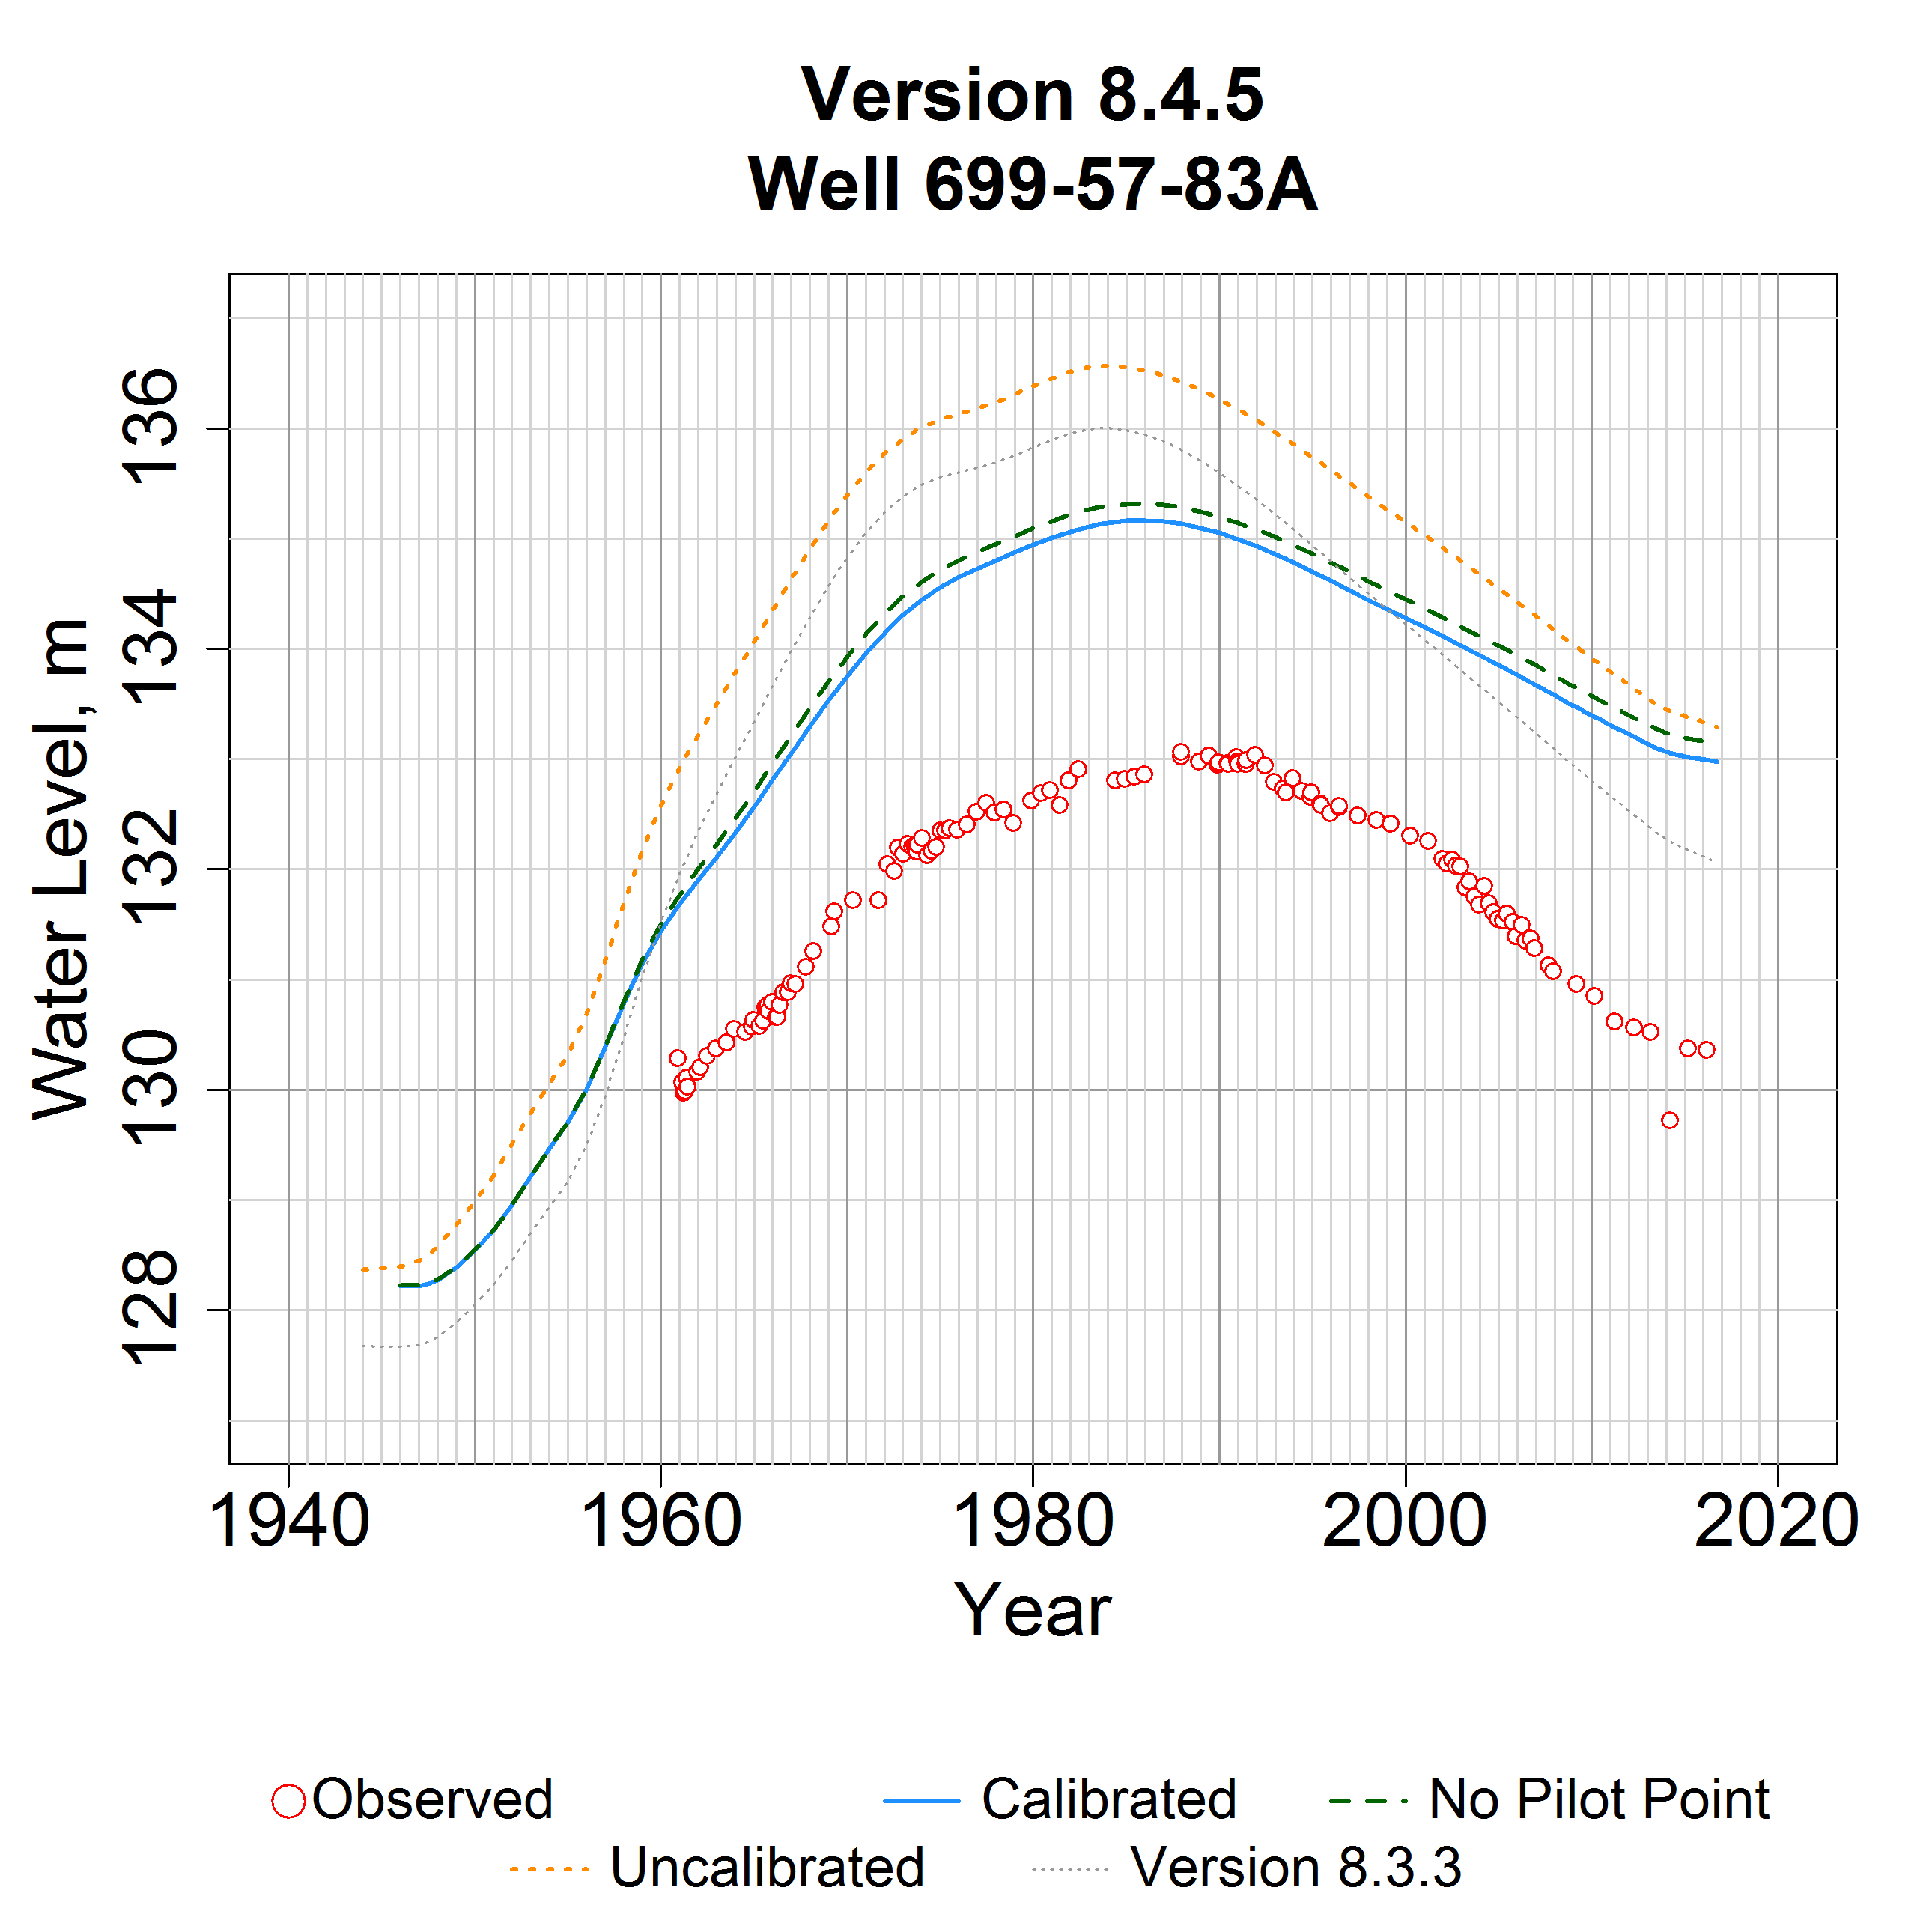 Version 8.4.5
Well 699-57-83A
Water Level, m
136
134
132
130
128
1940 1960 1980 2000 2020
Year
Observed Calibrated No Pilot Point
Uncalibrated Version 8.3.3